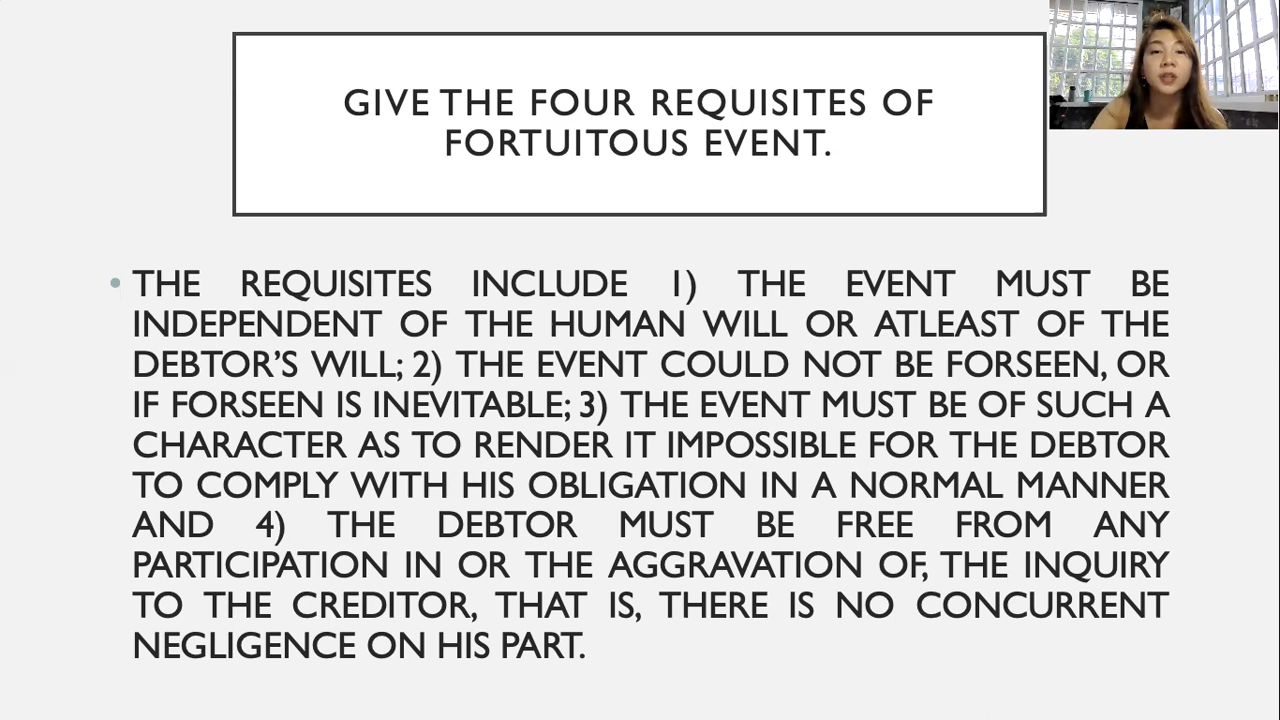 GIVE THE FOUR REQUISITES OF
FORTUITOUS EVENT.
• THE REQUISITES INCLUDE 1) THE EVENT MUST BE
INDEPENDENT OF THE HUMAN WILL OR ATLEAST OF THE
DEBTOR'S WILL; 2) THE EVENT COULD NOT BE FORSEEN, OR
IF FORSEEN IS INEVITABLE; 3) THE EVENT MUST BE OF SUCH A
CHARACTER AS TO RENDER IT IMPOSSIBLE FOR THE DEBTOR
TO COMPLY WITH HIS OBLIGATION IN A NORMAL MANNER
AND 4) THE DEBTOR MUST BE FREE FROM ANY
PARTICIPATION IN OR THE AGGRAVATION OF, THE INQUIRY
TO THE CREDITOR, THAT IS, THERE IS NO CONCURRENT
NEGLIGENCE ON HIS PART.